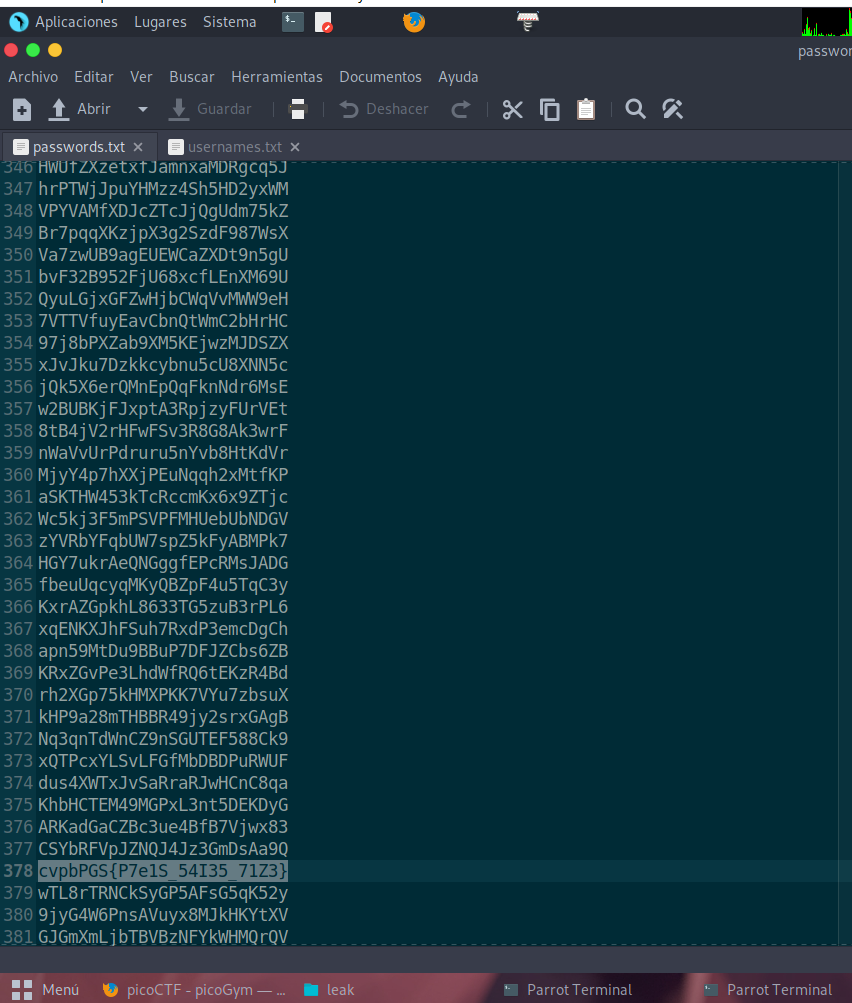 Aplicaciones Lugares Sistema
passwor
Archivo Editar Ver Buscar Herramientas Documentos Ayuda
Abrir Guardar Deshacer
passwords.txt × usernames.txt ×
346 HWUfZXzetxfJamnxaMDRgcq5J
347 hrPTWjJpuYHMzz4Sh5HD2yxWM
348 VPYVAMfXDJcZTcJjQgUdm75kZ
349 Br7pqqXKzjpX3g2SzdF987WsX
350 Va7zwUB9agEUEWCaZXDt9n5gU
351 bvF32B952FjU68xcfLEnXM69U
352 QyuLGjxGFZwHjbCWqVvMWW9eH
353 7VTTVfuyEavCbnQtWmC2bHrHC
354 97j8bPXZab9XM5KEjwzMJDSZX
355 xJvJku7Dzkkcybnu5cU8XNN5c
356 jQk5X6erQMnEpQqFknNdr6MsE
357 w2BUBKjFJxptA3RpjzyFUrVEt
358 8tB4jV2rHFwFSv3R8G8Ak3wrF
359 nWaVvUrPdruru5nYvb8HtKdVr
360 MjyY4p7hXXjPEuNqqh2xMtfKP
361 aSKTHW453kTcRccmKx6x9ZTjc
362 Wc5kj3F5mPSVPFMHUebUbNDGV
363 zYVRbYFqbUW7spZ5kFyABMPk7
364 HGY7ukrAeQNGggfEPcRMsJADG
365 fbeuUqcyqMKyQBZpF4u5TqC3y
366 KxrAZGpkhL8633TG5zuB3rPL6
367 xqENKXJhFSuh7RxdP3emcDgCh
368 apn59MtDu9BBuP7DFJZCbs6ZB
369 KRxZGvPe3LhdWfRQ6tEKzR4Bd
370 rh2XGp75kHMXPKK7VYu7zbsuX
371 kHP9a28mTHBBR49jy2srxGAgB
372 Nq3qnTdWnCZ9nSGUTEF588Ck9
373 xQTPcxYLSvLFGfMbDBDPuRWUF
374 dus4XWTxJvSaRraRJwHCnC8qa
375 KhbHCTEM49MGPxL3nt5DEKDyG
376 ARKadGaCZBc3ue4BfB7Vjwx83
377 CSYbRFVpJZNQJ4Jz3GmDsAa9Q
378 cvpbPGS{P7e1S_54I35_71Z3}
379 wTL8rTRNCkSyGP5AFsG5qK52y
380 9jyG4W6PnsAVuyx8MJkHKYtXV
381 GJGmXmLjbTBVBzNFYkWHMQrQV
Menú picoCTF - picoGym — ... leak Parrot Terminal Parrot Terminal